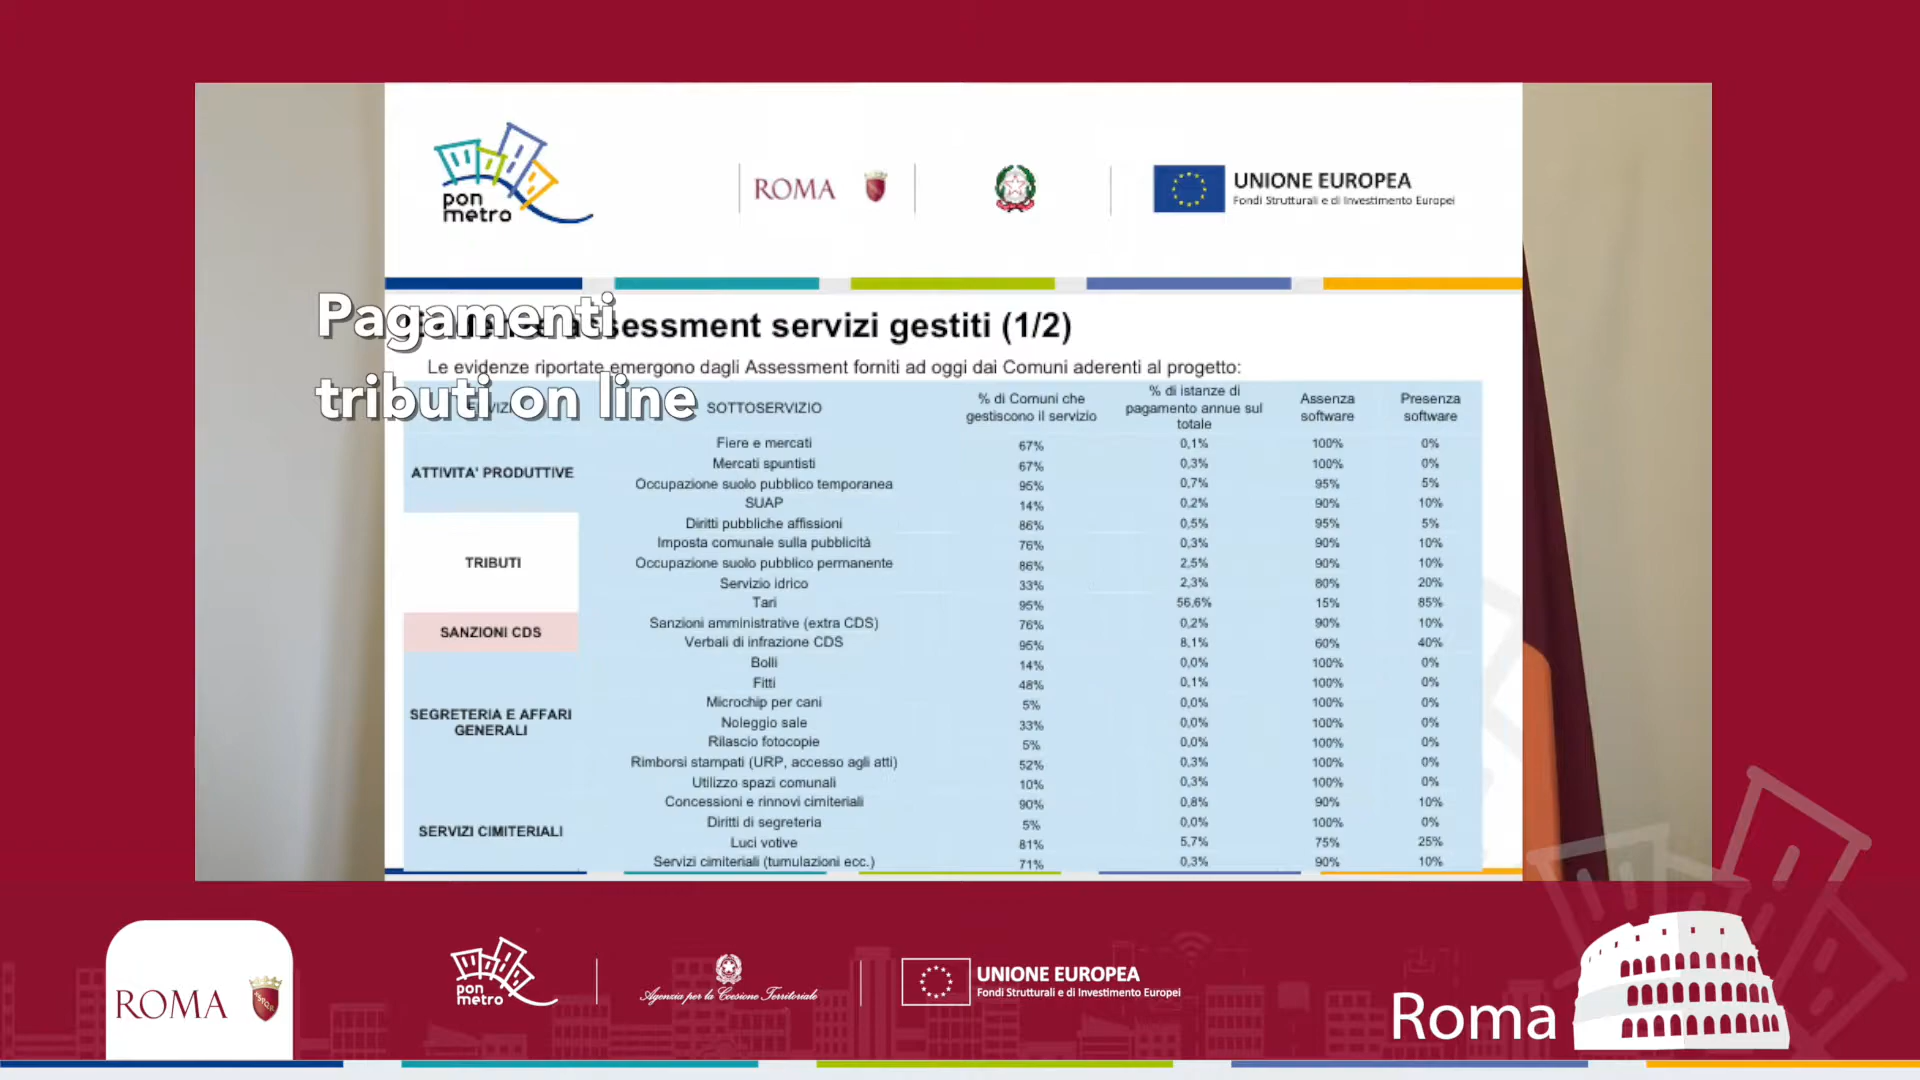 pon
metro
ROMA
UNIONE EUROPEA
Fondi Strutturali e di Investimento Europei
Pagamenti
tributi on line
assessment servizi gestiti (1/2)
Le evidenze riportate emergono dagli Assessment forniti ad oggi dai Comuni aderenti al progetto:
SOTTOSERVIZIO % di Comuni che gestiscono il servizio % di istanze di pagamento annue sul totale Assenza software Presenza software
ATTIVITA' PRODUTTIVE
Fiere e mercati 67% 0,1% 100% 0%
Mercati spuntisti 67% 0,3% 100% 0%
Occupazione suolo pubblico temporanea 95% 0,7% 95% 5%
SUAP 14% 0,2% 90% 10%
TRIBUTI
Diritti pubbliche affissioni 86% 0,5% 95% 5%
Imposta comunale sulla pubblicità 76% 0,3% 90% 10%
Occupazione suolo pubblico permanente 86% 2,5% 90% 10%
Servizio idrico 33% 2,3% 80% 20%
Tari 95% 56,6% 15% 85%
SANZIONI CDS
Sanzioni amministrative (extra CDS) 76% 0,2% 90% 10%
Verbali di infrazione CDS 95% 8,1% 60% 40%
SEGRETERIA E AFFARI GENERALI
Bolli 14% 0,0% 100% 0%
Fitti 48% 0,1% 100% 0%
Microchip per cani 5% 0,0% 100% 0%
Noleggio sale 33% 0,0% 100% 0%
Rilascio fotocopie 5% 0,0% 100% 0%
Rimborsi stampati (URP, accesso agli atti) 52% 0,3% 100% 0%
Utilizzo spazi comunali 10% 0,3% 100% 0%
SERVIZI CIMITERIALI
Concessioni e rinnovi cimiteriali 90% 0,8% 90% 10%
Diritti di segreteria 5% 0,0% 100% 0%
Luci votive 81% 5,7% 75% 25%
Servizi cimiteriali (tumulazioni ecc.) 71% 0,3% 90% 10%
ROMA
pon
metro
Agenzia per la Coesione Territoriale
UNIONE EUROPEA
Fondi Strutturali e di Investimento Europei
Roma